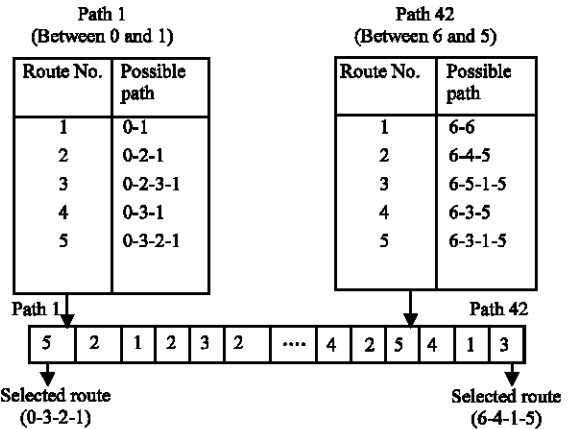 Path 1
(Between 0 and 1)
Path 42
(Between 6 and 5)
Route No. Possible path
1 0-1
2 0-2-1
3 0-2-3-1
4 0-3-1
5 0-3-2-1
Route No. Possible path
1 6-6
2 6-4-5
3 6-5-1-5
4 6-3-5
5 6-3-1-5
Path 1
Path 42
5 2 1 2 3 2 .... 4 2 5 4 1 3
Selected route
(0-3-2-1)
Selected route
(6-4-1-5)